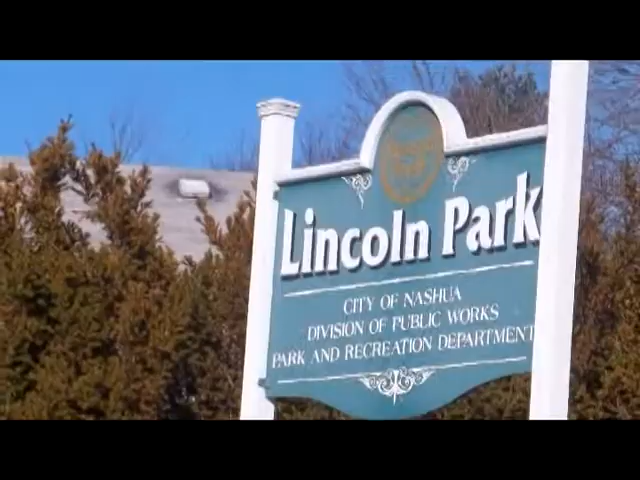 Lincoln Park
CITY OF NASHUA
DIVISION OF PUBLIC WORKS
PARK AND RECREATION DEPARTMENT